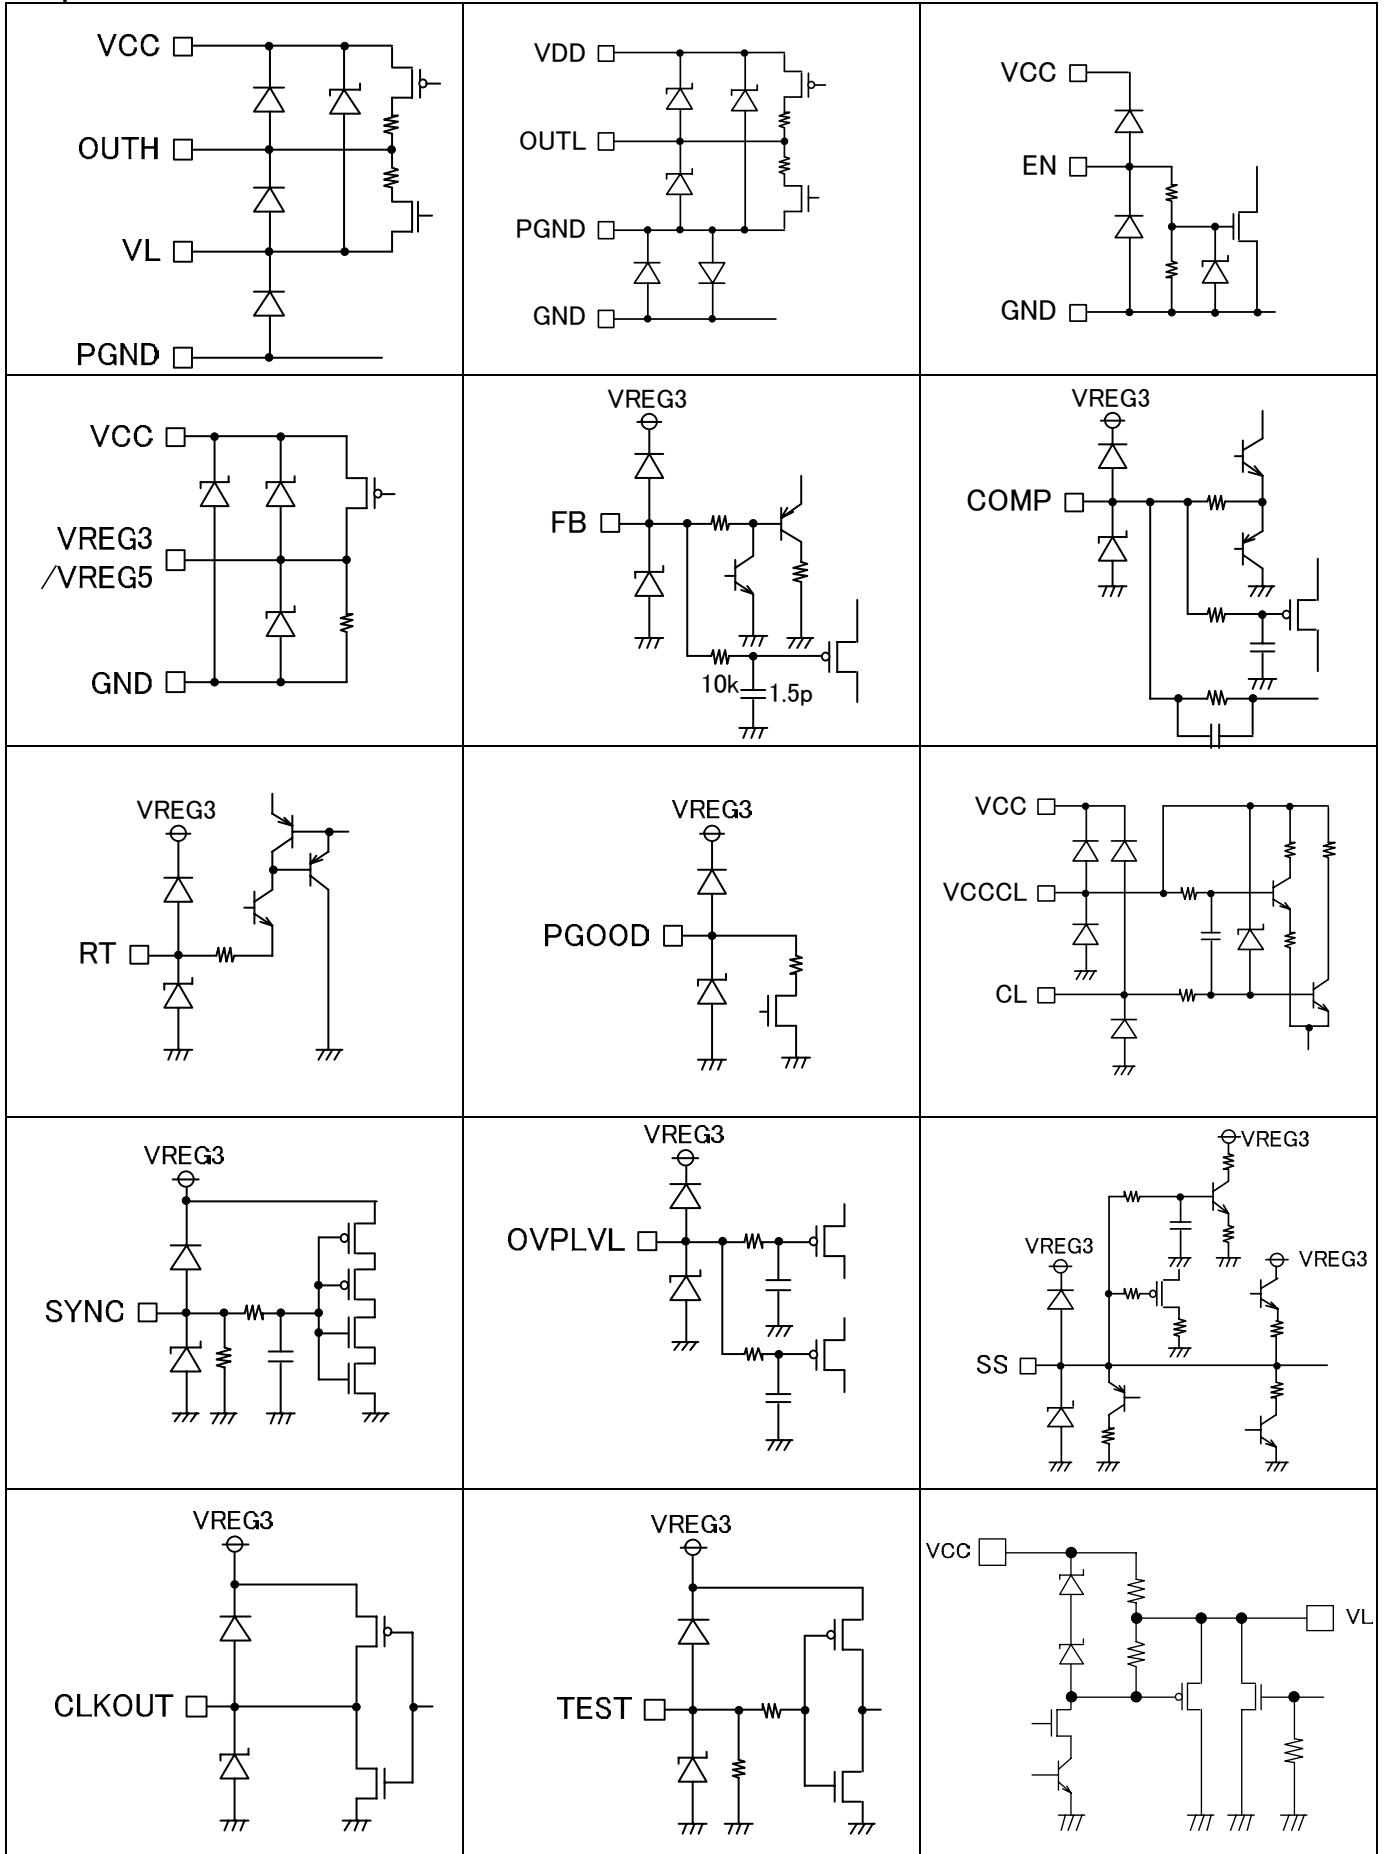 VCC
OUTH
VL
PGND
VDD
OUTL
PGND
GND
VCC
EN
GND
VCC
VREG3
/VREG5
GND
VREG3
FB
10k
1.5p
VREG3
COMP
VREG3
RT
VREG3
PGOOD
VCC
VCCCL
CL
VREG3
SYNC
VREG3
OVPLVL
VREG3
VREG3
VREG3
SS
VREG3
CLKOUT
VREG3
TEST
VCC
VL